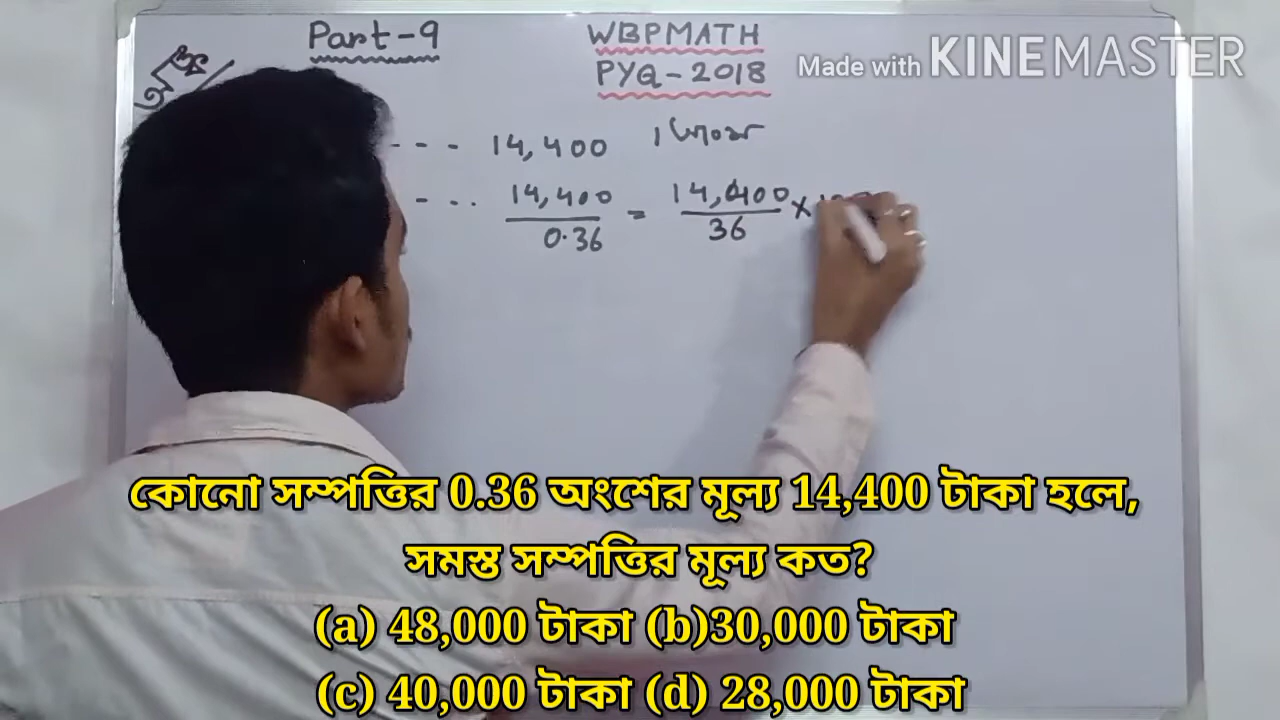 Part-9
WBPMATH
PYQ-2018
Made with KINEMASTER
--- 14,400
-.. 14,400 / 0.36 = 14,400 / 36 ×
কোনো সম্পত্তির 0.36 অংশের মূল্য 14,400 টাকা হলে,
সমস্ত সম্পত্তির মূল্য কত?
(a) 48,000 টাকা (b)30,000 টাকা
(c) 40,000 টাকা (d) 28,000 টাকা